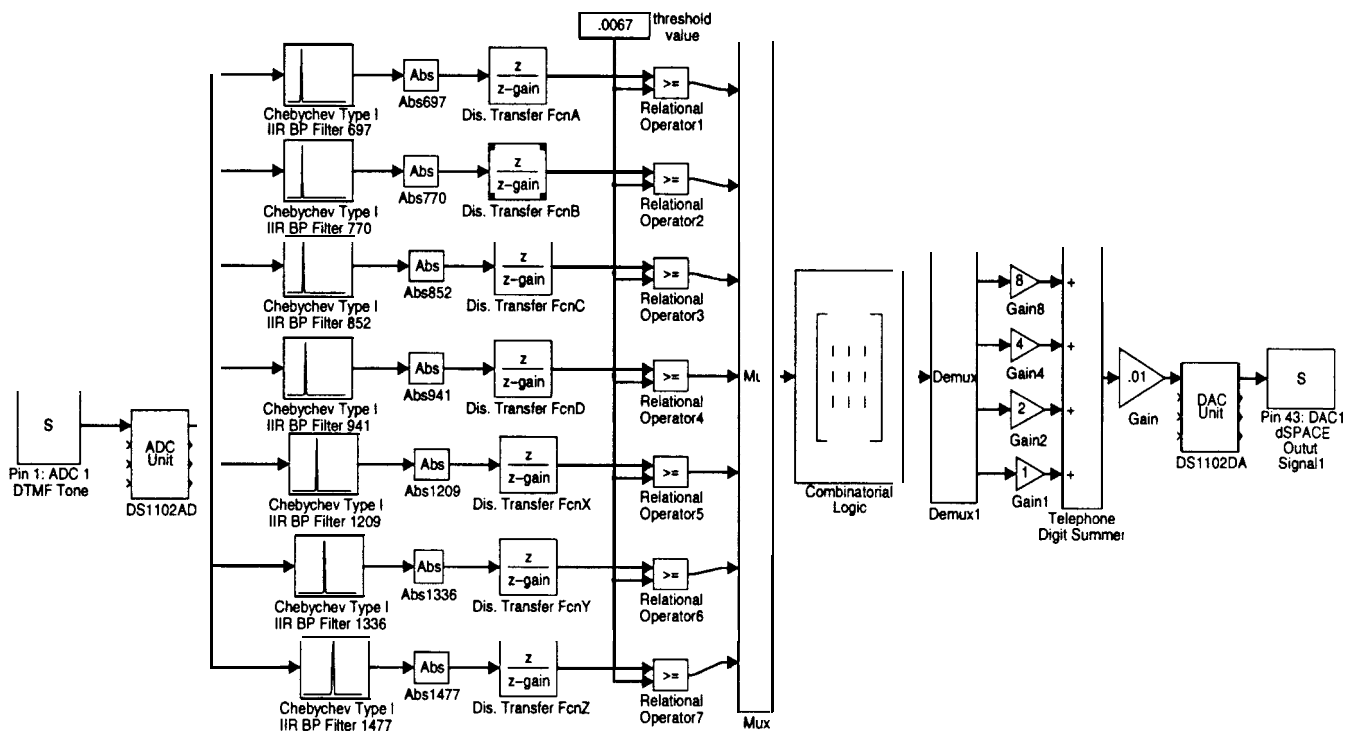 .0067
threshold
value
Chebychev Type I
IIR BP Filter 697
Abs
Abs697
z
z-gain
Dis. Transfer FcnA
>=
Relational
Operator1
Chebychev Type I
IIR BP Filter 770
Abs
Abs770
z
z-gain
Dis. Transfer FcnB
>=
Relational
Operator2
Chebychev Type I
IIR BP Filter 852
Abs
Abs852
z
z-gain
Dis. Transfer FcnC
>=
Relational
Operator3
Chebychev Type I
IIR BP Filter 941
Abs
Abs941
z
z-gain
Dis. Transfer FcnD
>=
Relational
Operator4
Chebychev Type I
IIR BP Filter 1209
Abs
Abs1209
z
z-gain
Dis. Transfer FcnX
>=
Relational
Operator5
Chebychev Type I
IIR BP Filter 1336
Abs
Abs1336
z
z-gain
Dis. Transfer FcnY
>=
Relational
Operator6
Chebychev Type I
IIR BP Filter 1477
Abs
Abs1477
z
z-gain
Dis. Transfer FcnZ
>=
Relational
Operator7
S
Pin 1: ADC 1
DTMF Tone
ADC
Unit
DS1102AD
Mu
Mux
Combinatorial
Logic
Demux
Demux1
8
Gain8
4
Gain4
2
Gain2
1
Gain1
+
+
+
+
Telephone
Digit Summer
.01
Gain
DAC
Unit
DS1102DA
S
Pin 43: DAC1
dSPACE
Outut
Signal1